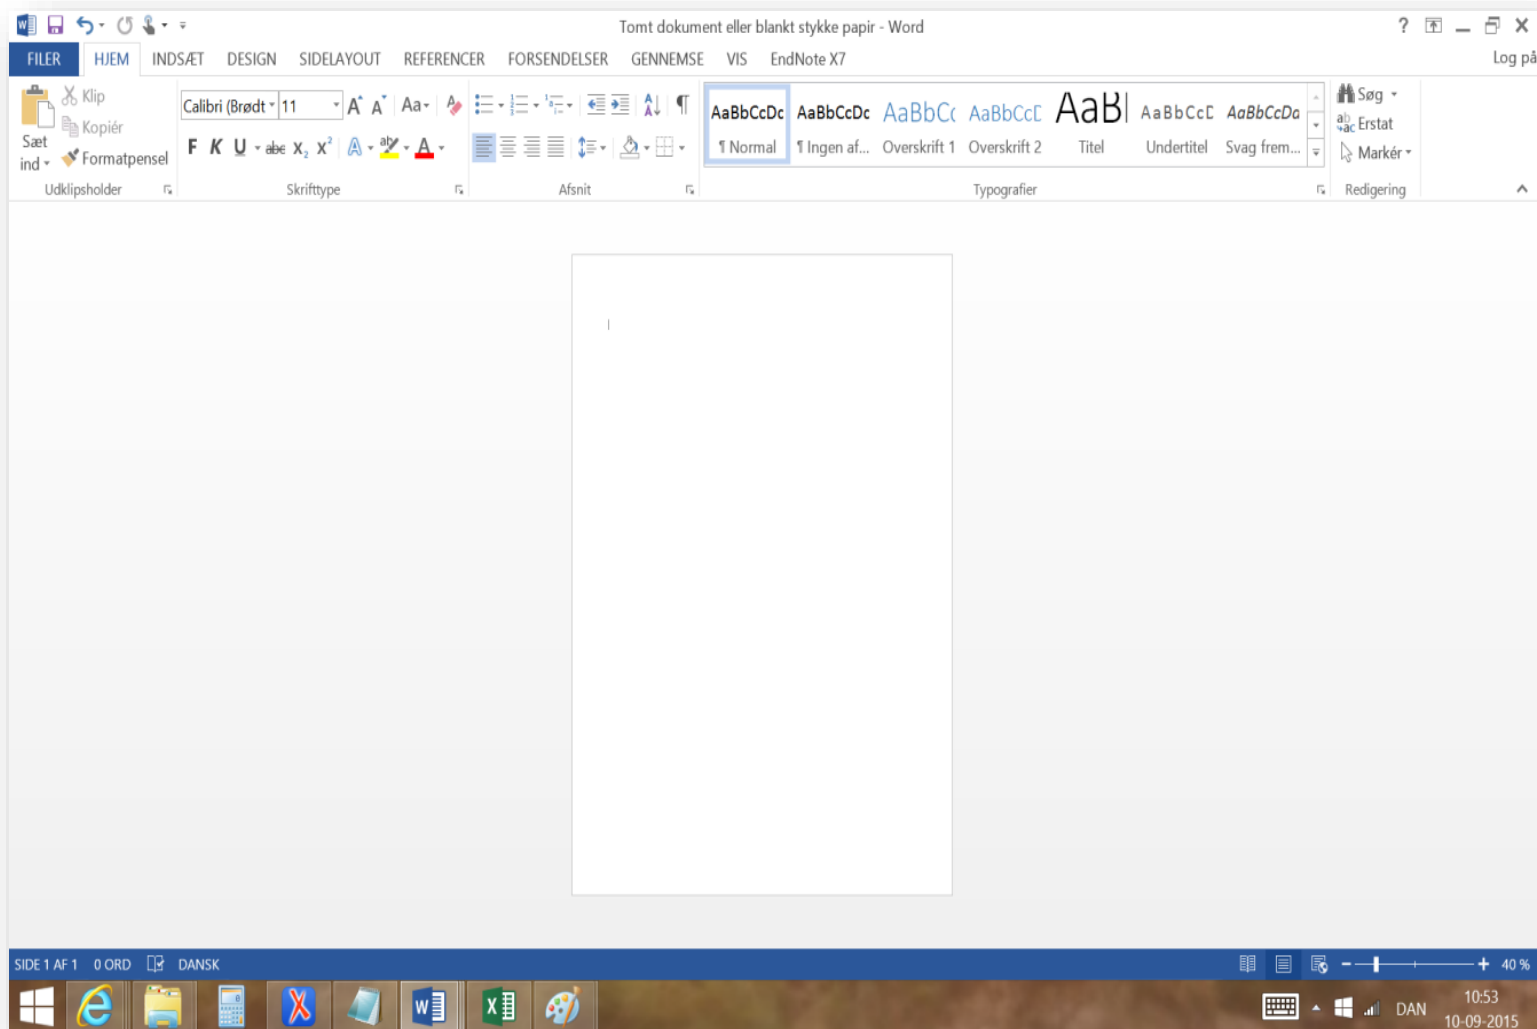 Tomt dokument eller blankt stykke papir - Word
FILER HJEM INDSÆT DESIGN SIDELAYOUT REFERENCER FORSENDELSER GENNEMSE VIS EndNote X7 Log på
Klip
Kopiér
Sæt ind
Formatpensel
Udklipsholder
Calibri (Brødt 11 Aa
F K U abc X₂ X² A aby A
Skrifttype
Afsnit
AaBbCcDc AaBbCcDc AaBbC AaBbCcD AaB AaBbCcD AaBbCcDa
¶ Normal ¶ Ingen af... Overskrift 1 Overskrift 2 Titel Undertitel Svag frem...
Typografier
Søg
Erstat
Markér
Redigering
SIDE 1 AF 1 0 ORD DANSK 40 %
DAN 10:53
10-09-2015